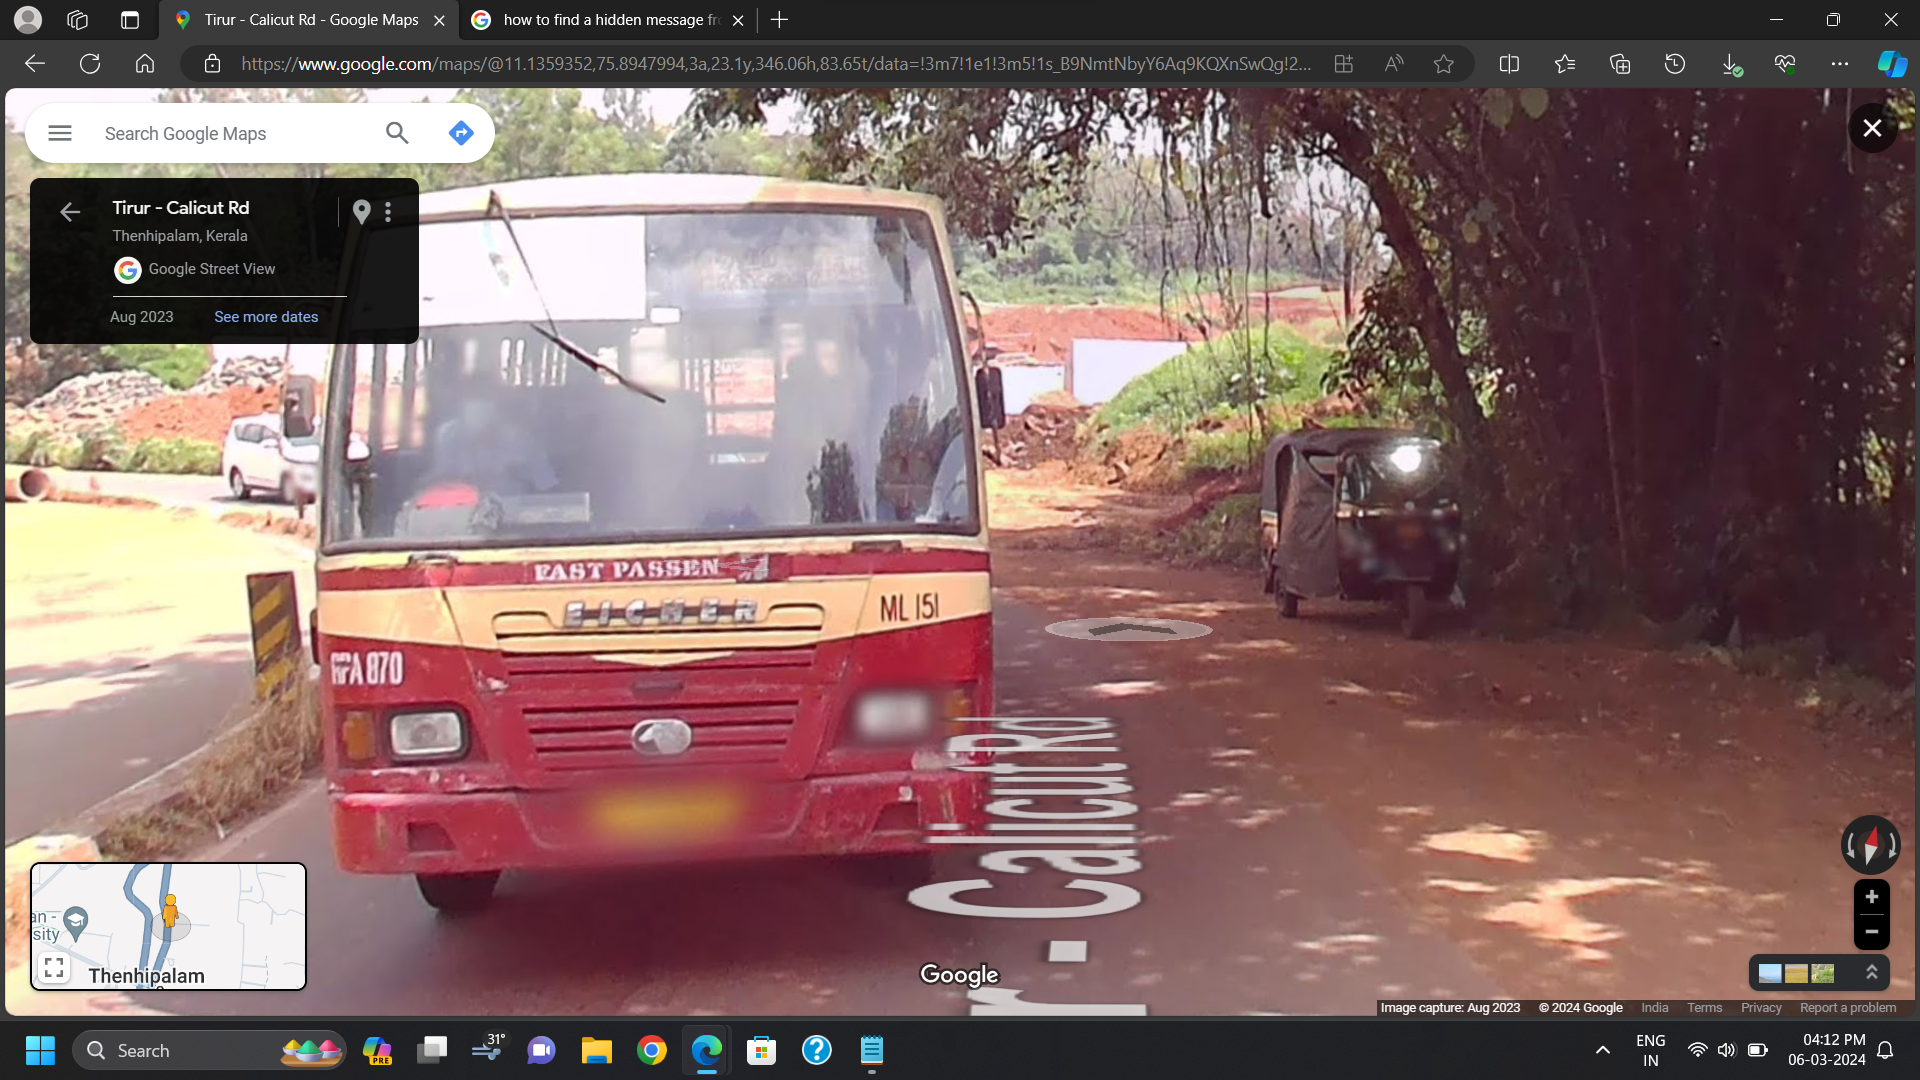 Tirur - Calicut Rd - Google Maps
how to find a hidden message fr
https://www.google.com/maps/@11.1359352,75.8947994,3a,23.1y,346.06h,83.65t/data=!3m7!1e1!3m5!1s_B9NmtNbyY6Aq9KQXnSwQg!2...
Search Google Maps
Tirur - Calicut Rd
Thenhipalam, Kerala
Google Street View
Aug 2023 See more dates
FAST PASSEN
EICHER
ML 151
870
Calicut Rd
an -
sity
Thenhipalam
Google
Image capture: Aug 2023 © 2024 Google India Terms Privacy Report a problem
Search
PRE
31°
ENG
IN
04:12 PM
06-03-2024